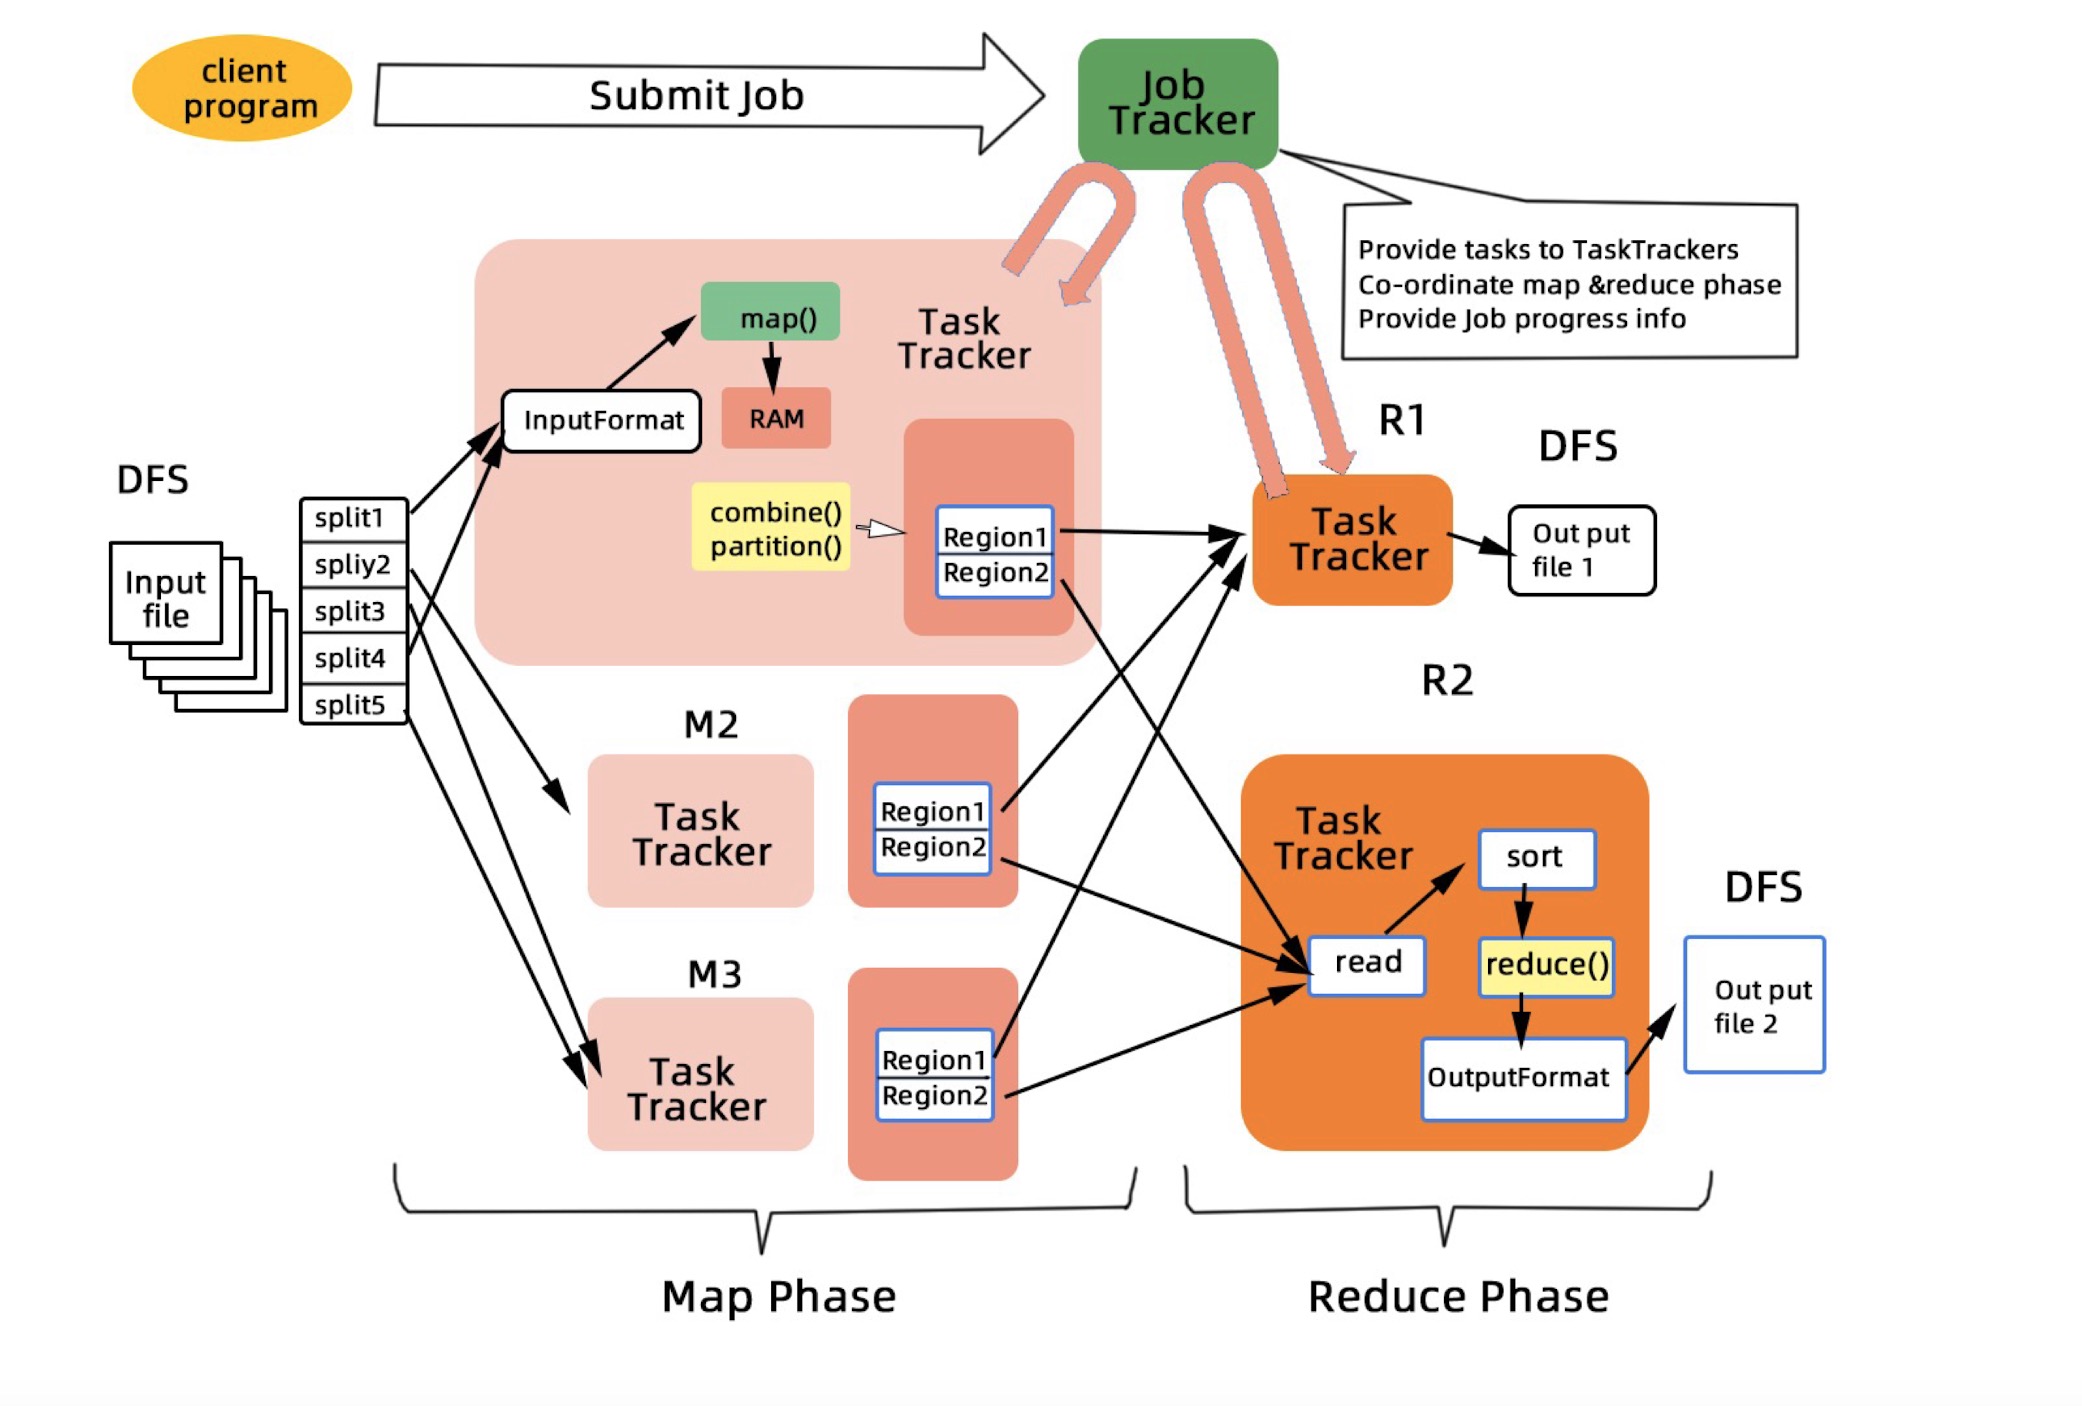 client
program
Submit Job
Job
Tracker
Provide tasks to TaskTrackers
Co-ordinate map &reduce phase
Provide Job progress info
map()
Task
Tracker
InputFormat
RAM
combine()
partition()
Region1
Region2
DFS
Input
file
split1
spliy2
split3
split4
split5
R1
Task
Tracker
DFS
Out put
file 1
M2
Task
Tracker
Region1
Region2
M3
Task
Tracker
Region1
Region2
R2
Task
Tracker
sort
read
reduce()
OutputFormat
DFS
Out put
file 2
Map Phase
Reduce Phase